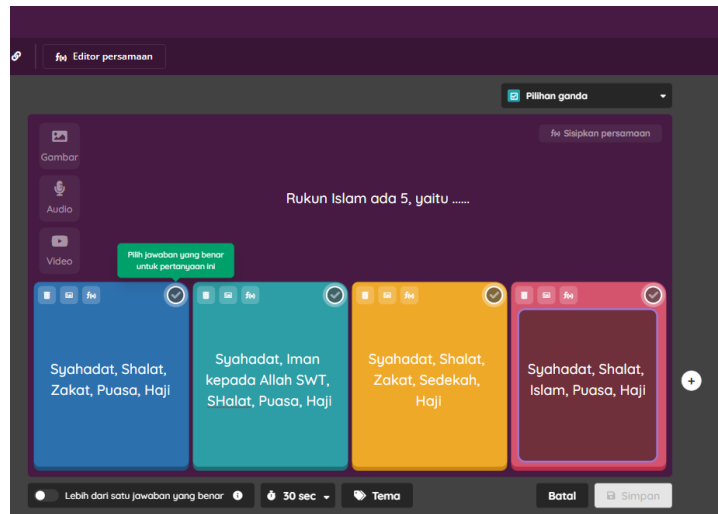 f(x) Editor persamaan
Pilihan ganda
Gambar
f(x) Sisipkan persamaan
Audio
Rukun Islam ada 5, yaitu ......
Video
Pilih jawaban yang benar
untuk pertanyaan ini
f(x)
f(x)
f(x)
f(x)
Syahadat, Shalat,
Zakat, Puasa, Haji
Syahadat, Iman
kepada Allah SWT,
SHalat, Puasa, Haji
Syahadat, Shalat,
Zakat, Sedekah,
Haji
Syahadat, Shalat,
Islam, Puasa, Haji
Lebih dari satu jawaban yang benar
30 sec
Tema
Batal
Simpan